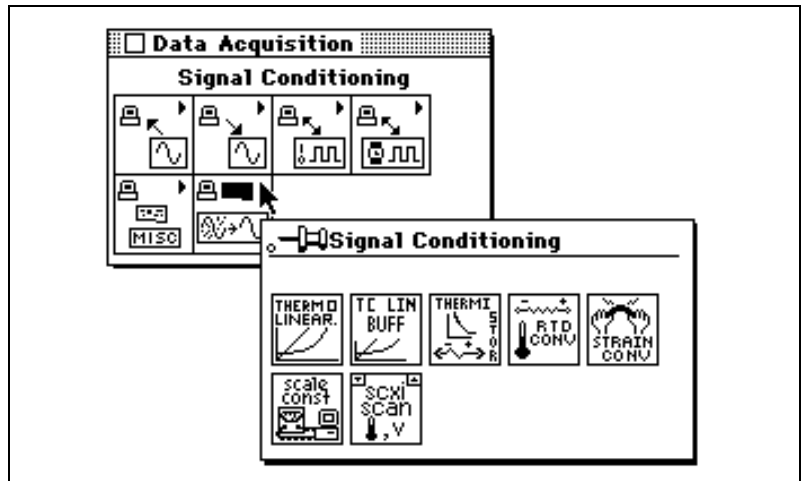 Data Acquisition
Signal Conditioning
MISC
Signal Conditioning
THERMO
LINEAR.
TC LIN
BUFF
THERMI
STOR
RTD
CONV
STRAIN
CONV
scale
const
scxi
scan
,V